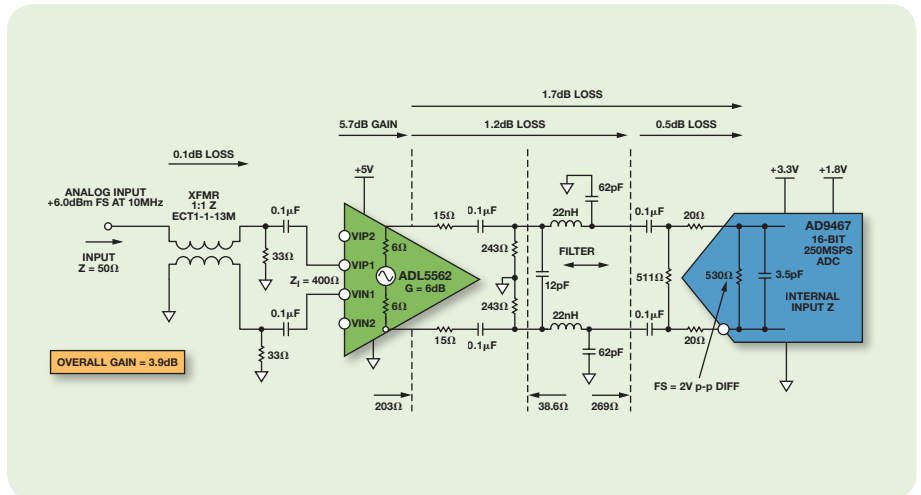 1.7dB LOSS
5.7dB GAIN
1.2dB LOSS
0.5dB LOSS
0.1dB LOSS
+5V
+3.3V
+1.8V
ANALOG INPUT
+6.0dBm FS AT 10MHz
XFMR
1:1 Z
ECT1-1-13M
0.1µF
INPUT
Z = 50Ω
33Ω
Z_I = 400Ω
VIP2
VIP1
VIN1
VIN2
6Ω
6Ω
ADL5562
G = 6dB
0.1µF
33Ω
15Ω
0.1µF
243Ω
243Ω
12pF
15Ω
0.1µF
22nH
62pF
FILTER
22nH
62pF
0.1µF
20Ω
511Ω
0.1µF
20Ω
530Ω
3.5pF
AD9467
16-BIT
250MSPS
ADC
INTERNAL
INPUT Z
FS = 2V p-p DIFF
OVERALL GAIN = 3.9dB
203Ω
38.6Ω
269Ω